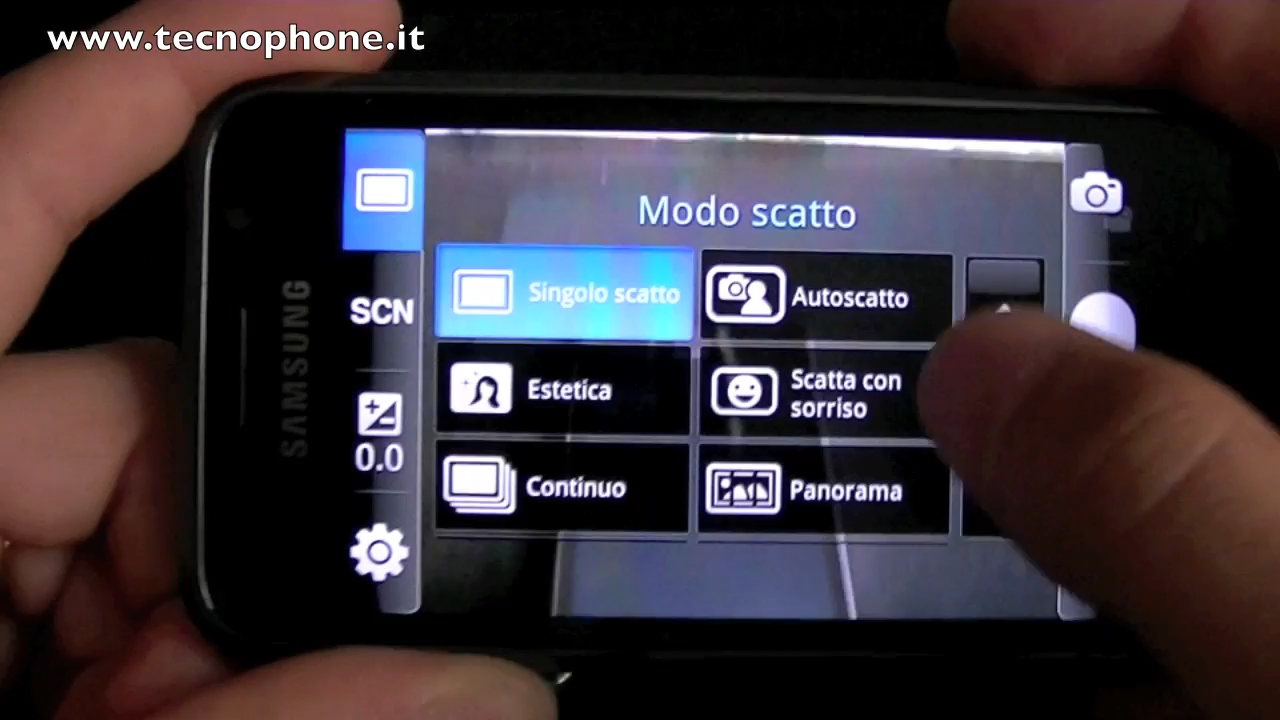 www.tecnophone.it
SAMSUNG
Modo scatto
Singolo scatto
Autoscatto
SCN
Estetica
Scatta con
sorriso
0.0
Continuo
Panorama